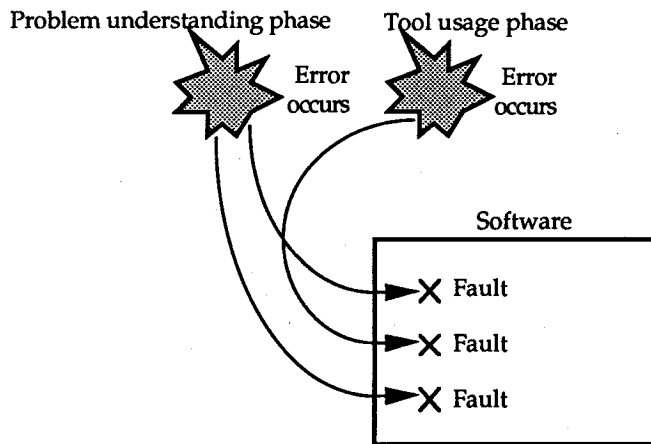 Problem understanding phase
Tool usage phase
Error
occurs
Error
occurs
Software
Fault
Fault
Fault